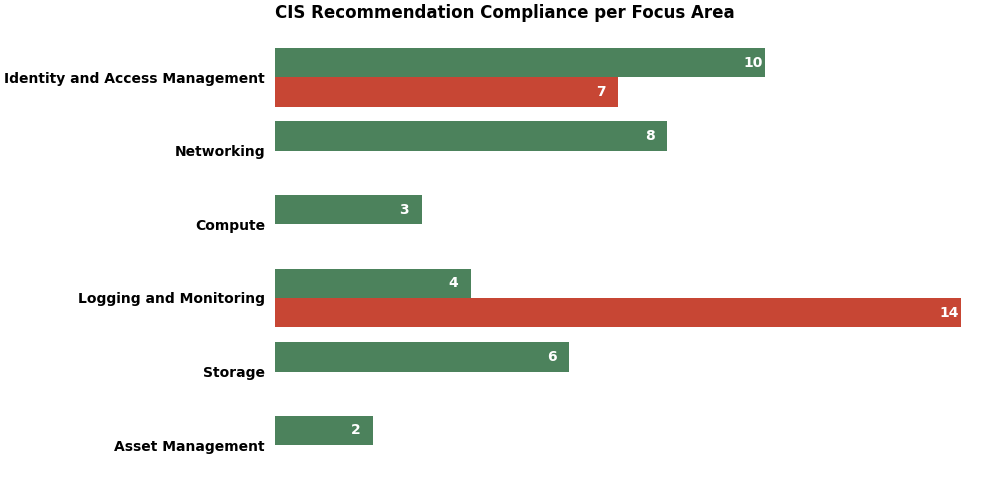 CIS Recommendation Compliance per Focus Area
Identity and Access Management
10
7
Networking
8
Compute
3
Logging and Monitoring
4
14
Storage
6
Asset Management
2